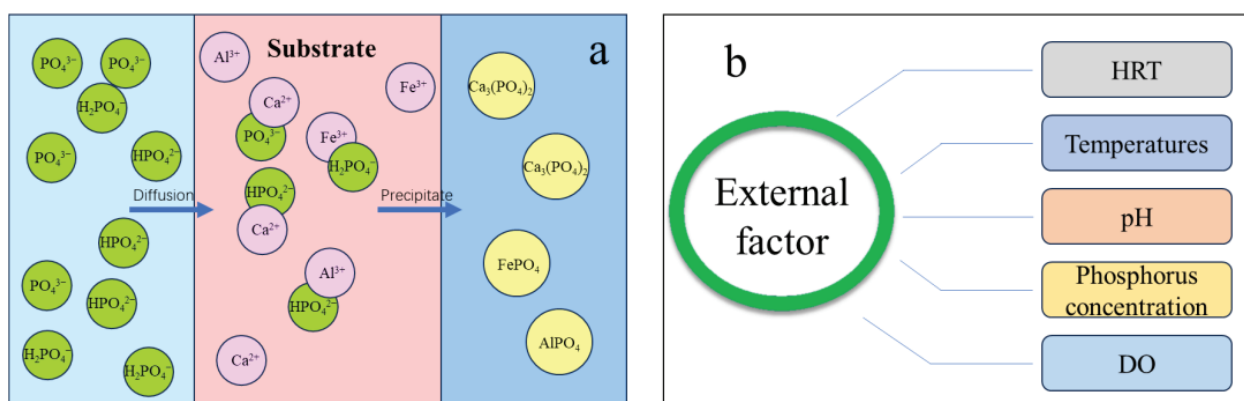 a
Substrate
PO₄³⁻
PO₄³⁻
H₂PO₄⁻
PO₄³⁻
HPO₄²⁻
Diffusion
HPO₄²⁻
PO₄³⁻
HPO₄²⁻
H₂PO₄⁻
H₂PO₄⁻
Al³⁺
Fe³⁺
Ca²⁺
PO₄³⁻
Fe³⁺
H₂PO₄⁻
HPO₄²⁻
Ca²⁺
Precipitate
Al³⁺
HPO₄²⁻
Ca²⁺
Ca₃(PO₄)₂
Ca₃(PO₄)₂
FePO₄
AlPO₄
b
External
factor
HRT
Temperatures
pH
Phosphorus
concentration
DO